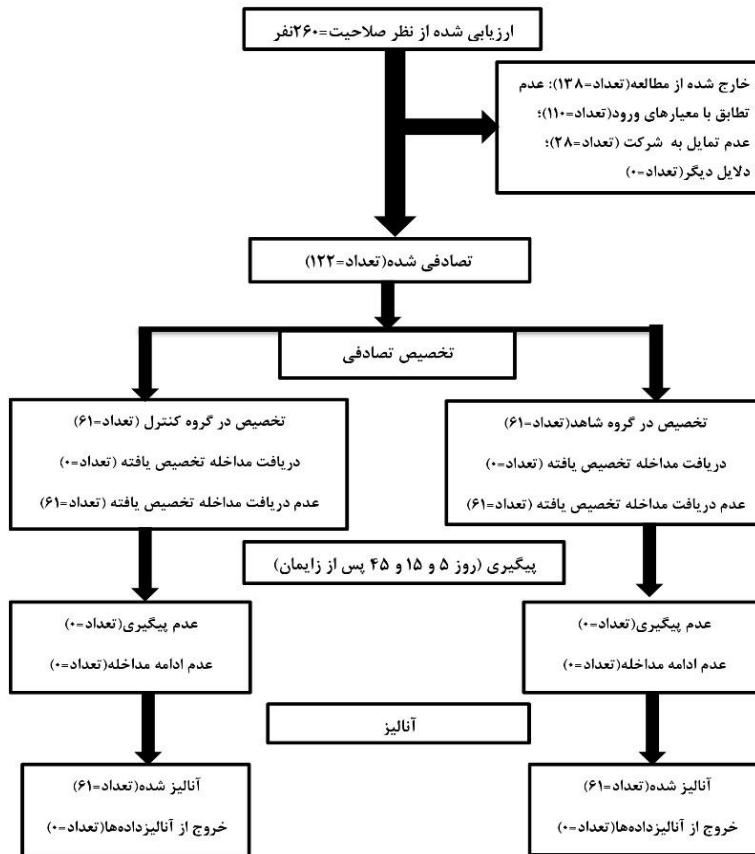 ارزیابی شده از نظر صلاحیت=۲۶۰نفر
خارج شده از مطالعه(تعداد=۱۳۸): عدم
تطابق با معیارهای ورود(تعداد=۱۱۰)؛
عدم تمایل به شرکت (تعداد=۲۸)؛
دلایل دیگر(تعداد=۰)
تصادفی شده(تعداد=۱۲۲)
تخصیص تصادفی
تخصیص در گروه شاهد(تعداد=۶۱)
دریافت مداخله تخصیص یافته (تعداد=۰)
عدم دریافت مداخله تخصیص یافته (تعداد=۶۱)
تخصیص در گروه کنترل (تعداد=۶۱)
دریافت مداخله تخصیص یافته (تعداد=۰)
عدم دریافت مداخله تخصیص یافته (تعداد=۶۱)
پیگیری (روز ۵ و ۱۵ و ۴۵ پس از زایمان)
عدم پیگیری(تعداد=۰)
عدم ادامه مداخله(تعداد=۰)
عدم پیگیری(تعداد=۰)
عدم ادامه مداخله(تعداد=۰)
آنالیز
آنالیز شده(تعداد=۶۱)
خروج از آنالیزداده‌ها(تعداد=۰)
آنالیز شده(تعداد=۶۱)
خروج از آنالیزداده‌ها(تعداد=۰)